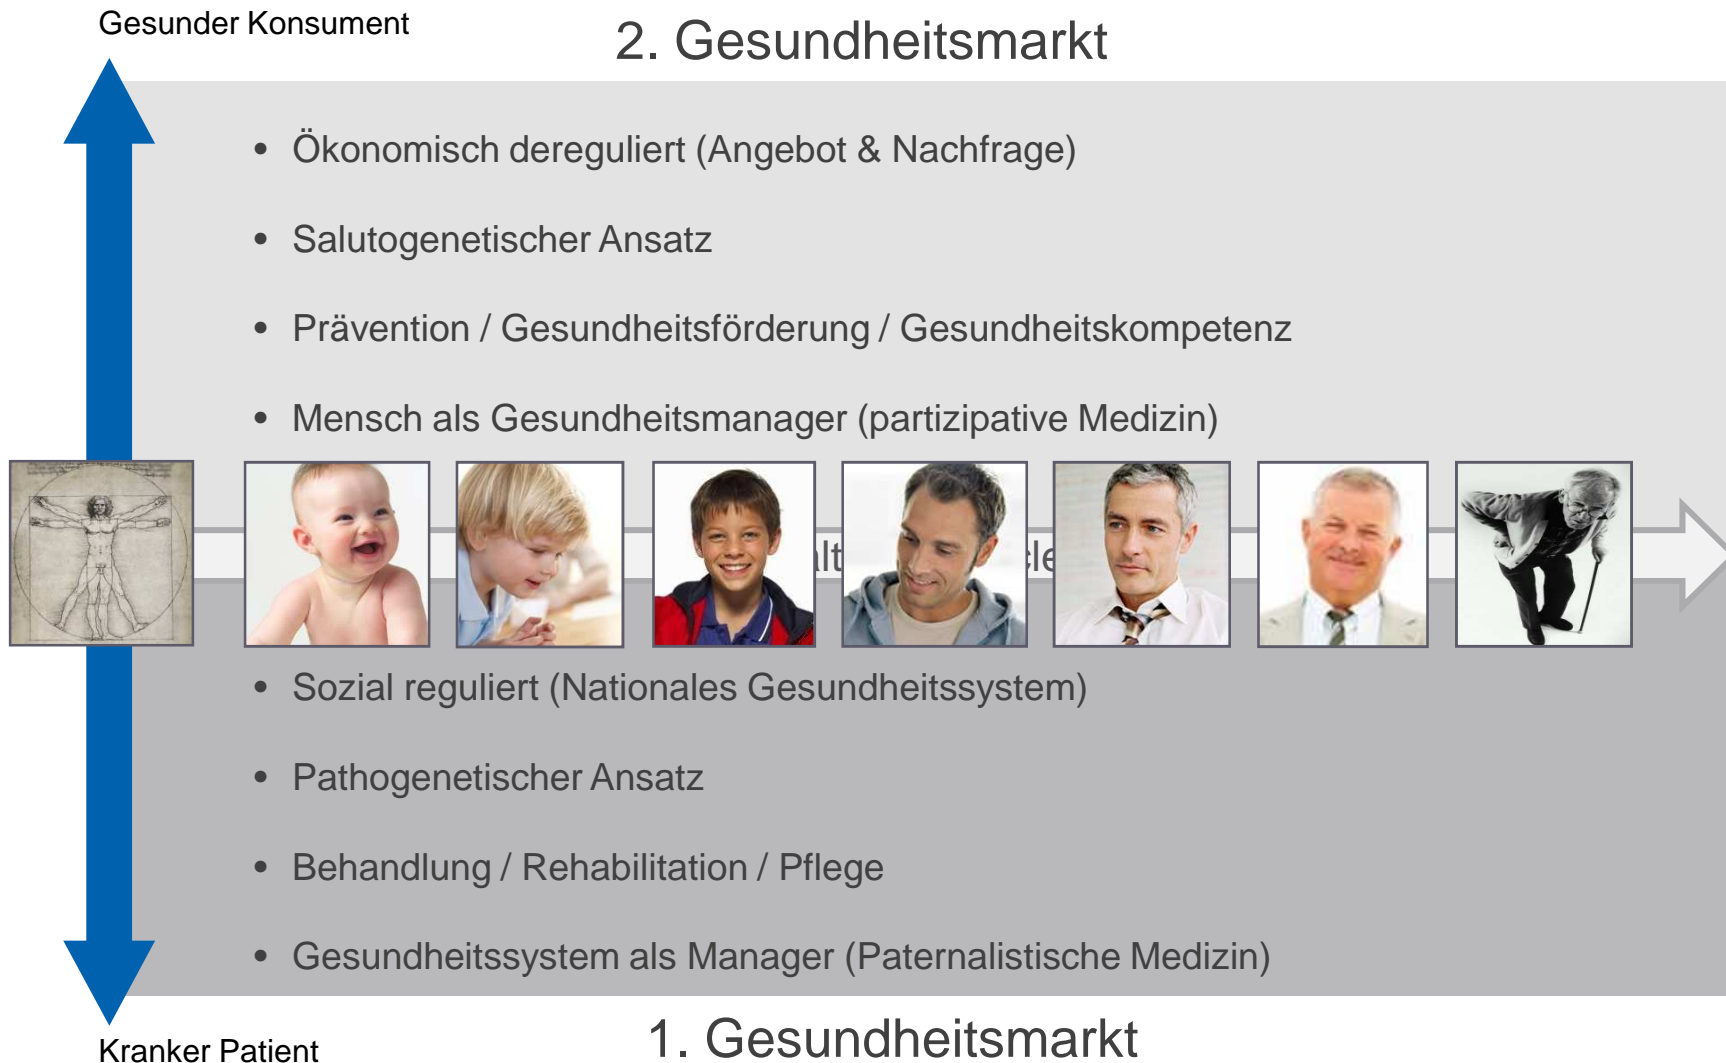 Gesunder Konsument
2. Gesundheitsmarkt
• Ökonomisch dereguliert (Angebot & Nachfrage)
• Salutogenetischer Ansatz
• Prävention / Gesundheitsförderung / Gesundheitskompetenz
• Mensch als Gesundheitsmanager (partizipative Medizin)
• Sozial reguliert (Nationales Gesundheitssystem)
• Pathogenetischer Ansatz
• Behandlung / Rehabilitation / Pflege
• Gesundheitssystem als Manager (Paternalistische Medizin)
1. Gesundheitsmarkt
Kranker Patient